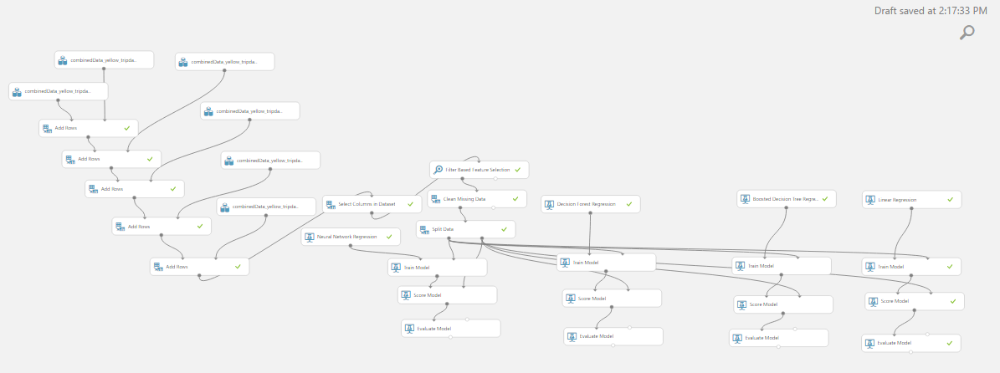 Draft saved at 2:17:33 PM
combinedData_yellow_tripda...
combinedData_yellow_tripda...
combinedData_yellow_tripda...
combinedData_yellow_tripda...
Add Rows
Add Rows
combinedData_yellow_tripda...
Filter Based Feature Selection
Add Rows
Select Columns in Dataset
Clean Missing Data
Decision Forest Regression
Boosted Decision Tree Regre...
Linear Regression
combinedData_yellow_tripda...
Add Rows
Split Data
Neural Network Regression
Add Rows
Train Model
Train Model
Train Model
Train Model
Score Model
Score Model
Score Model
Score Model
Evaluate Model
Evaluate Model
Evaluate Model
Evaluate Model